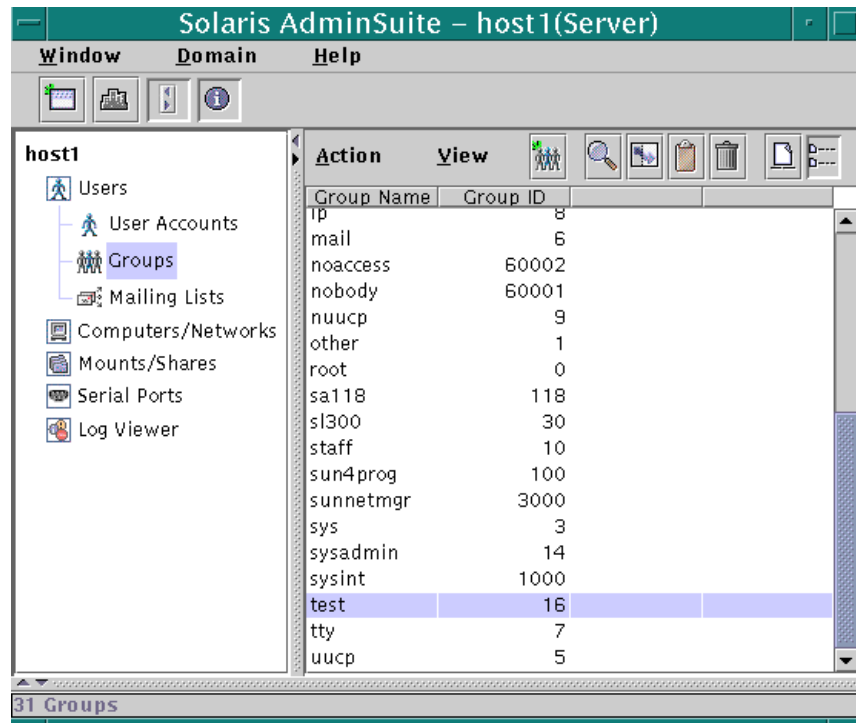 Solaris AdminSuite – host1(Server)
Window Domain Help
host1
Users
User Accounts
Groups
Mailing Lists
Computers/Networks
Mounts/Shares
Serial Ports
Log Viewer
Action View
Group Name Group ID
lp 8
mail 6
noaccess 60002
nobody 60001
nuucp 9
other 1
root 0
sa118 118
sl300 30
staff 10
sun4prog 100
sunnetmgr 3000
sys 3
sysadmin 14
sysint 1000
test 16
tty 7
uucp 5
31 Groups